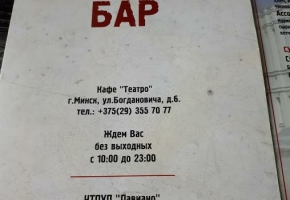 БАР
Кафе "Театро"
г.Минск, ул.Богдановича, д.6.
тел.: +375(29) 355 70 77
Ждем Вас
без выходных
с 10:00 до 23:00